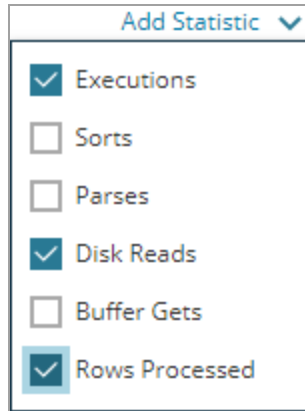 Add Statistic
Executions
Sorts
Parses
Disk Reads
Buffer Gets
Rows Processed